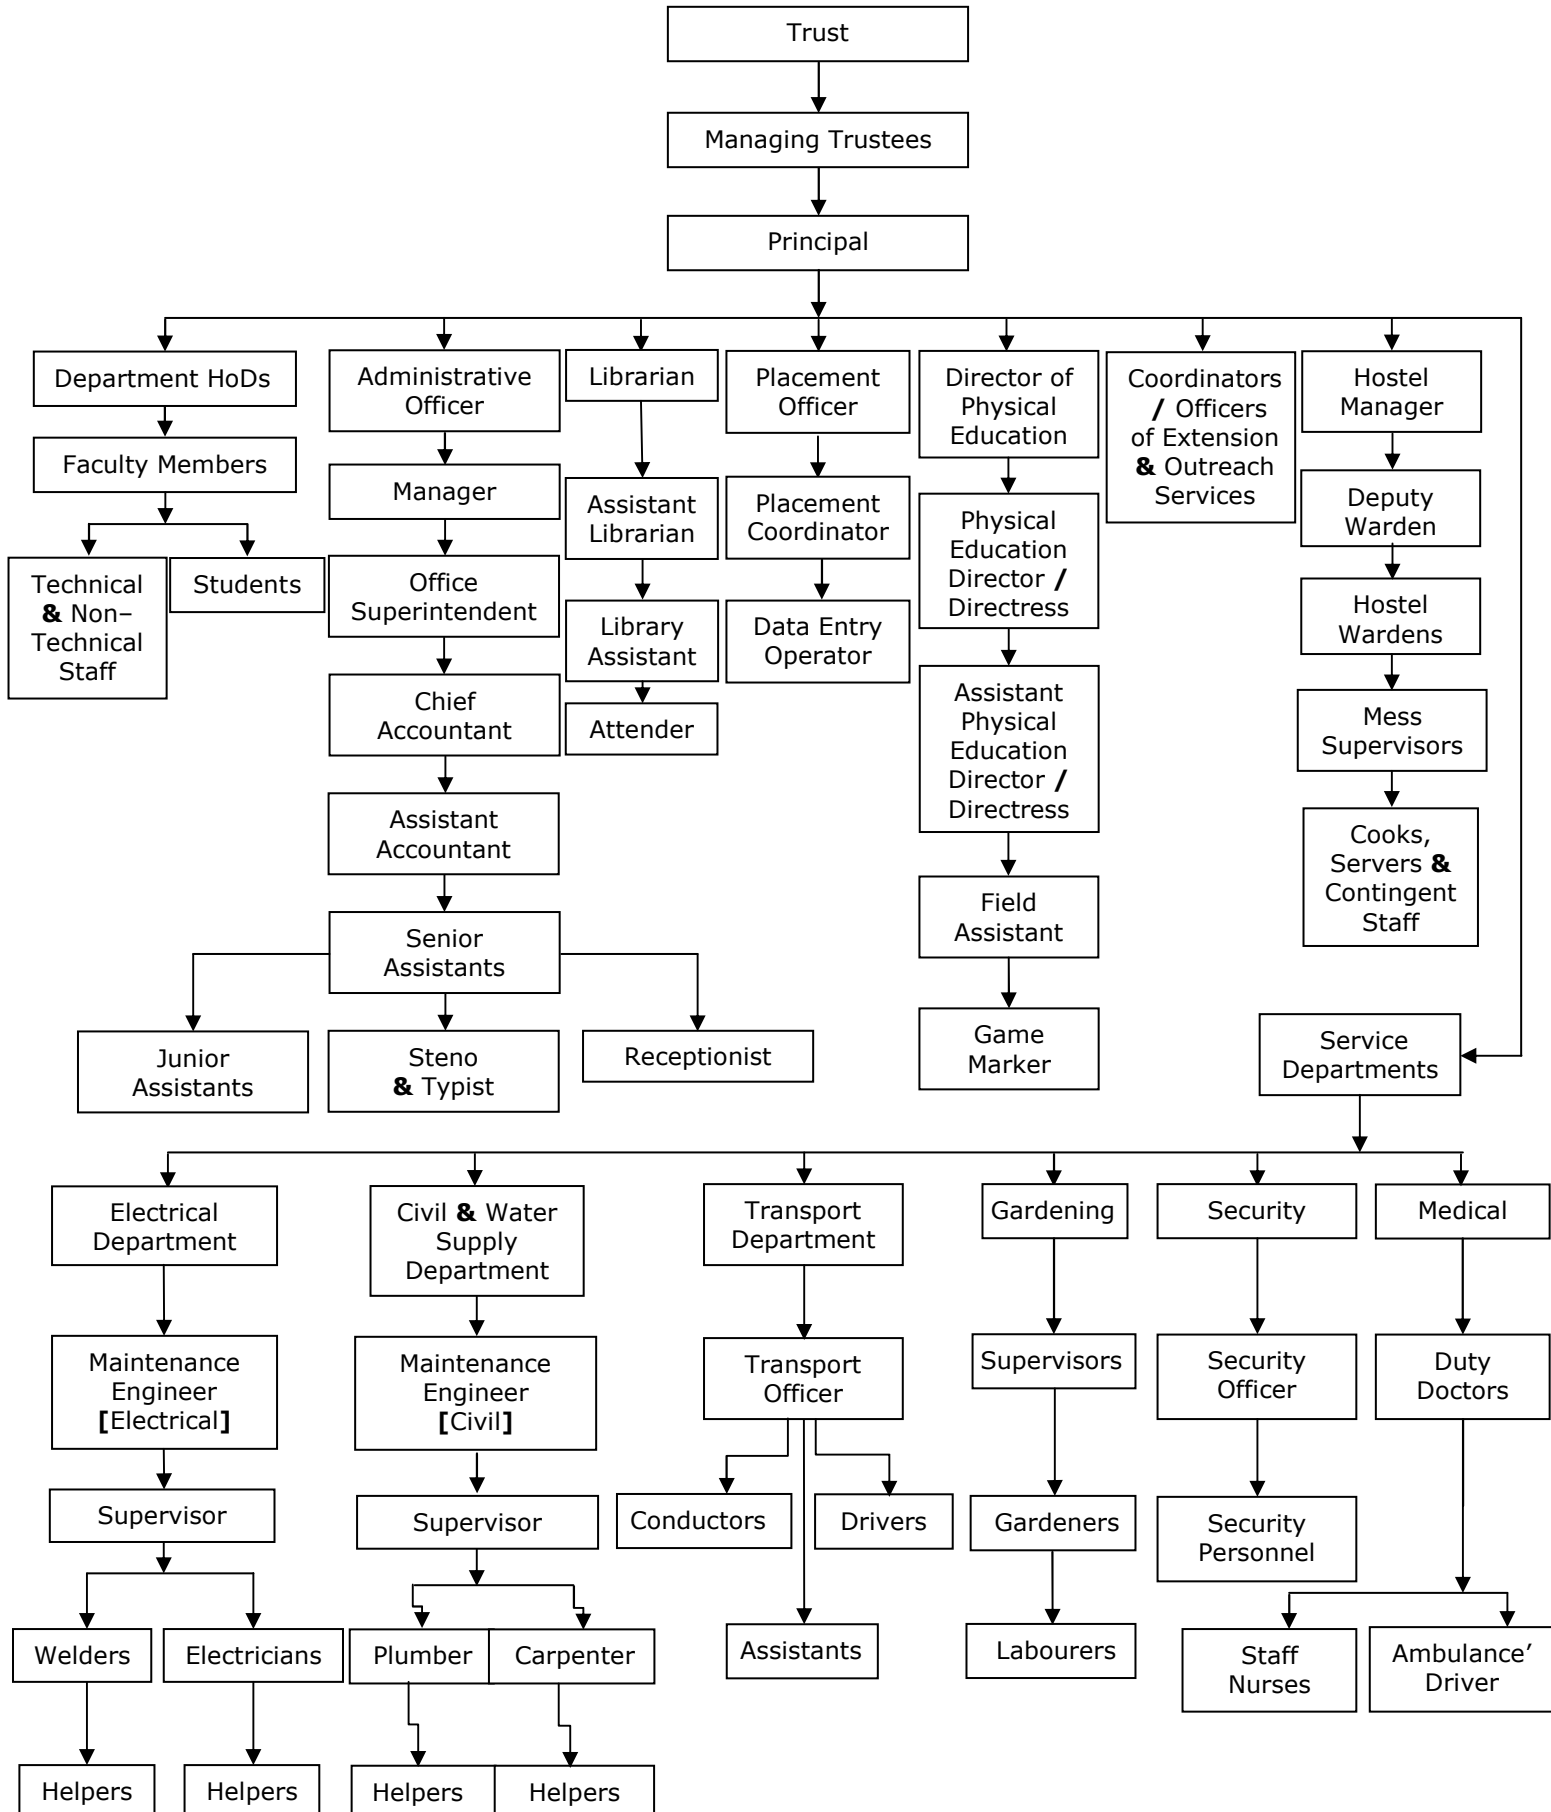 Trust
Managing Trustees
Principal
Department HoDs
Faculty Members
Technical
& Non–
Technical
Staff
Students
Administrative
Officer
Manager
Office
Superintendent
Chief
Accountant
Assistant
Accountant
Senior
Assistants
Junior
Assistants
Steno
& Typist
Receptionist
Librarian
Assistant
Librarian
Library
Assistant
Attender
Placement
Officer
Placement
Coordinator
Data Entry
Operator
Director of
Physical
Education
Physical
Education
Director /
Directress
Assistant
Physical
Education
Director /
Directress
Field
Assistant
Game
Marker
Coordinators
/ Officers
of Extension
& Outreach
Services
Hostel
Manager
Deputy
Warden
Hostel
Wardens
Mess
Supervisors
Cooks,
Servers &
Contingent
Staff
Service
Departments
Electrical
Department
Maintenance
Engineer
[Electrical]
Supervisor
Welders
Electricians
Helpers
Helpers
Civil & Water
Supply
Department
Maintenance
Engineer
[Civil]
Supervisor
Plumber
Carpenter
Helpers
Helpers
Transport
Department
Transport
Officer
Conductors
Drivers
Assistants
Gardening
Supervisors
Gardeners
Labourers
Security
Security
Officer
Security
Personnel
Medical
Duty
Doctors
Staff
Nurses
Ambulance’
Driver